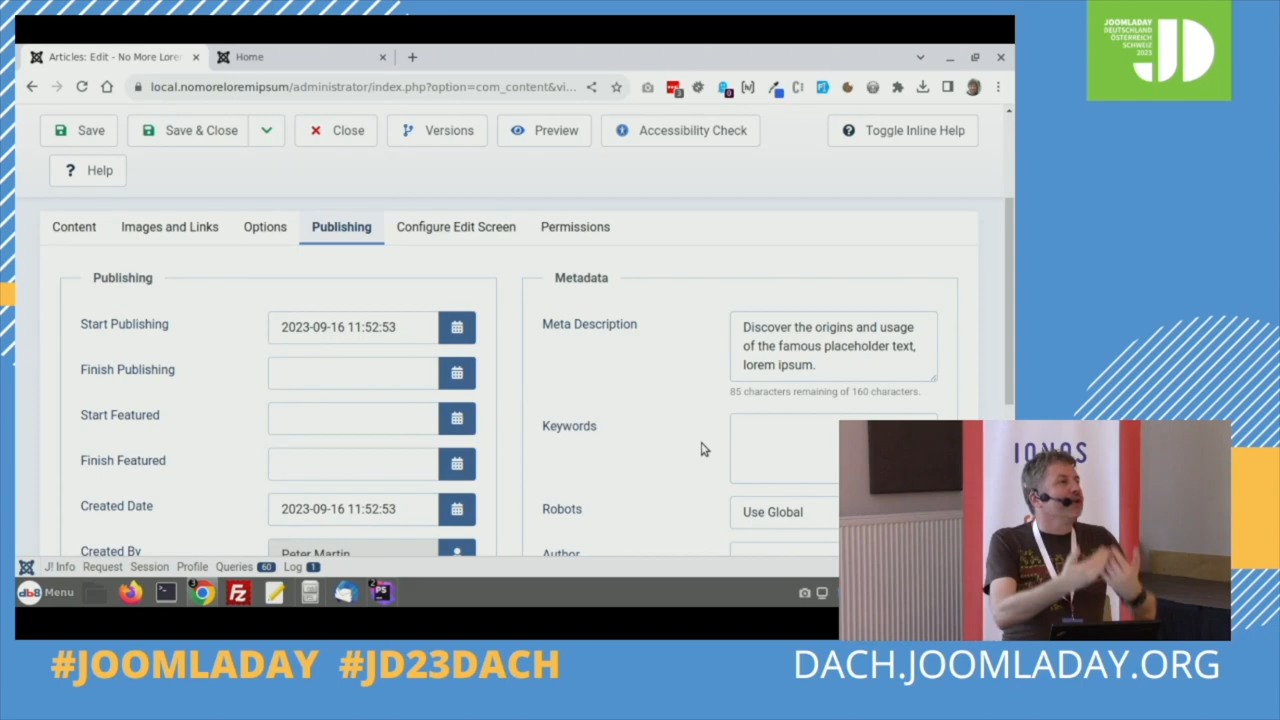 JOOMLADAY
DEUTSCHLAND
ÖSTERREICH
SCHWEIZ
2023
JD
Articles: Edit - No More Lore
Home
local.nomoreloremipsum/administrator/index.php?option=com_content&vi...
Save
Save & Close
Close
Versions
Preview
Accessibility Check
Toggle Inline Help
Help
Content
Images and Links
Options
Publishing
Configure Edit Screen
Permissions
Publishing
Start Publishing
2023-09-16 11:52:53
Finish Publishing
Start Featured
Finish Featured
Created Date
2023-09-16 11:52:53
Created By
Peter Martin
Metadata
Meta Description
Discover the origins and usage
of the famous placeholder text,
lorem ipsum.
85 characters remaining of 160 characters.
Keywords
Robots
Use Global
Author
J! Info Request Session Profile Queries 60 Log 1
db8 Menu
IONOS
#JOOMLADAY #JD23DACH
DACH.JOOMLADAY.ORG